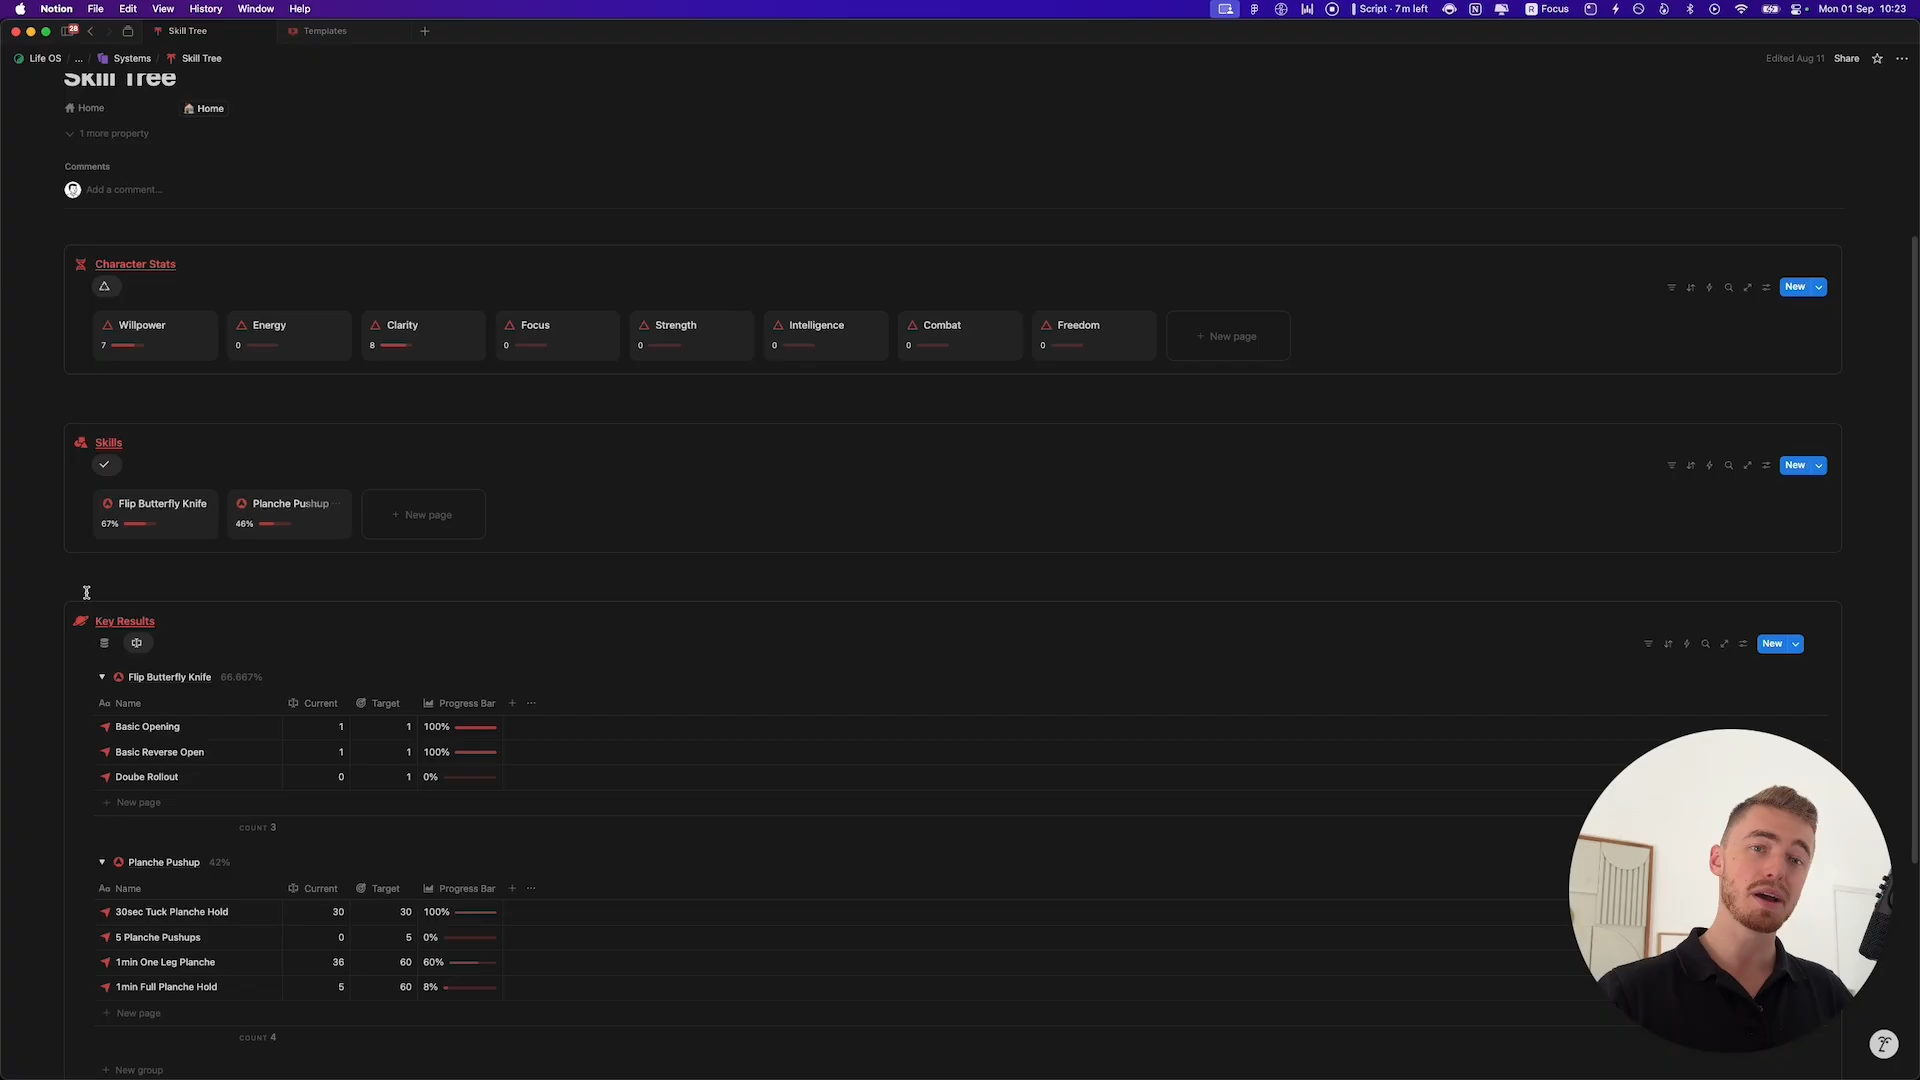 Notion File Edit View History Window Help
Script · 7m left
Focus
Mon 01 Sep 10:23
28
Skill Tree
Templates
Life OS / ... / Systems / Skill Tree
Edited Aug 11 Share
Skill Tree
Home Home
1 more property
Comments
Add a comment...
Character Stats
New
Willpower Energy Clarity Focus Strength Intelligence Combat Freedom
7 0 8 0 0 0 0 0
+ New page
Skills
New
Flip Butterfly Knife Planche Pushup
67% 46%
+ New page
Key Results
New
Flip Butterfly Knife 66.667%
Aa Name Current Target Progress Bar + ...
Basic Opening 1 1 100%
Basic Reverse Open 1 1 100%
Doube Rollout 0 1 0%
+ New page
COUNT 3
Planche Pushup 42%
Aa Name Current Target Progress Bar + ...
30sec Tuck Planche Hold 30 30 100%
5 Planche Pushups 0 5 0%
1min One Leg Planche 36 60 60%
1min Full Planche Hold 5 60 8%
+ New page
COUNT 4
+ New group